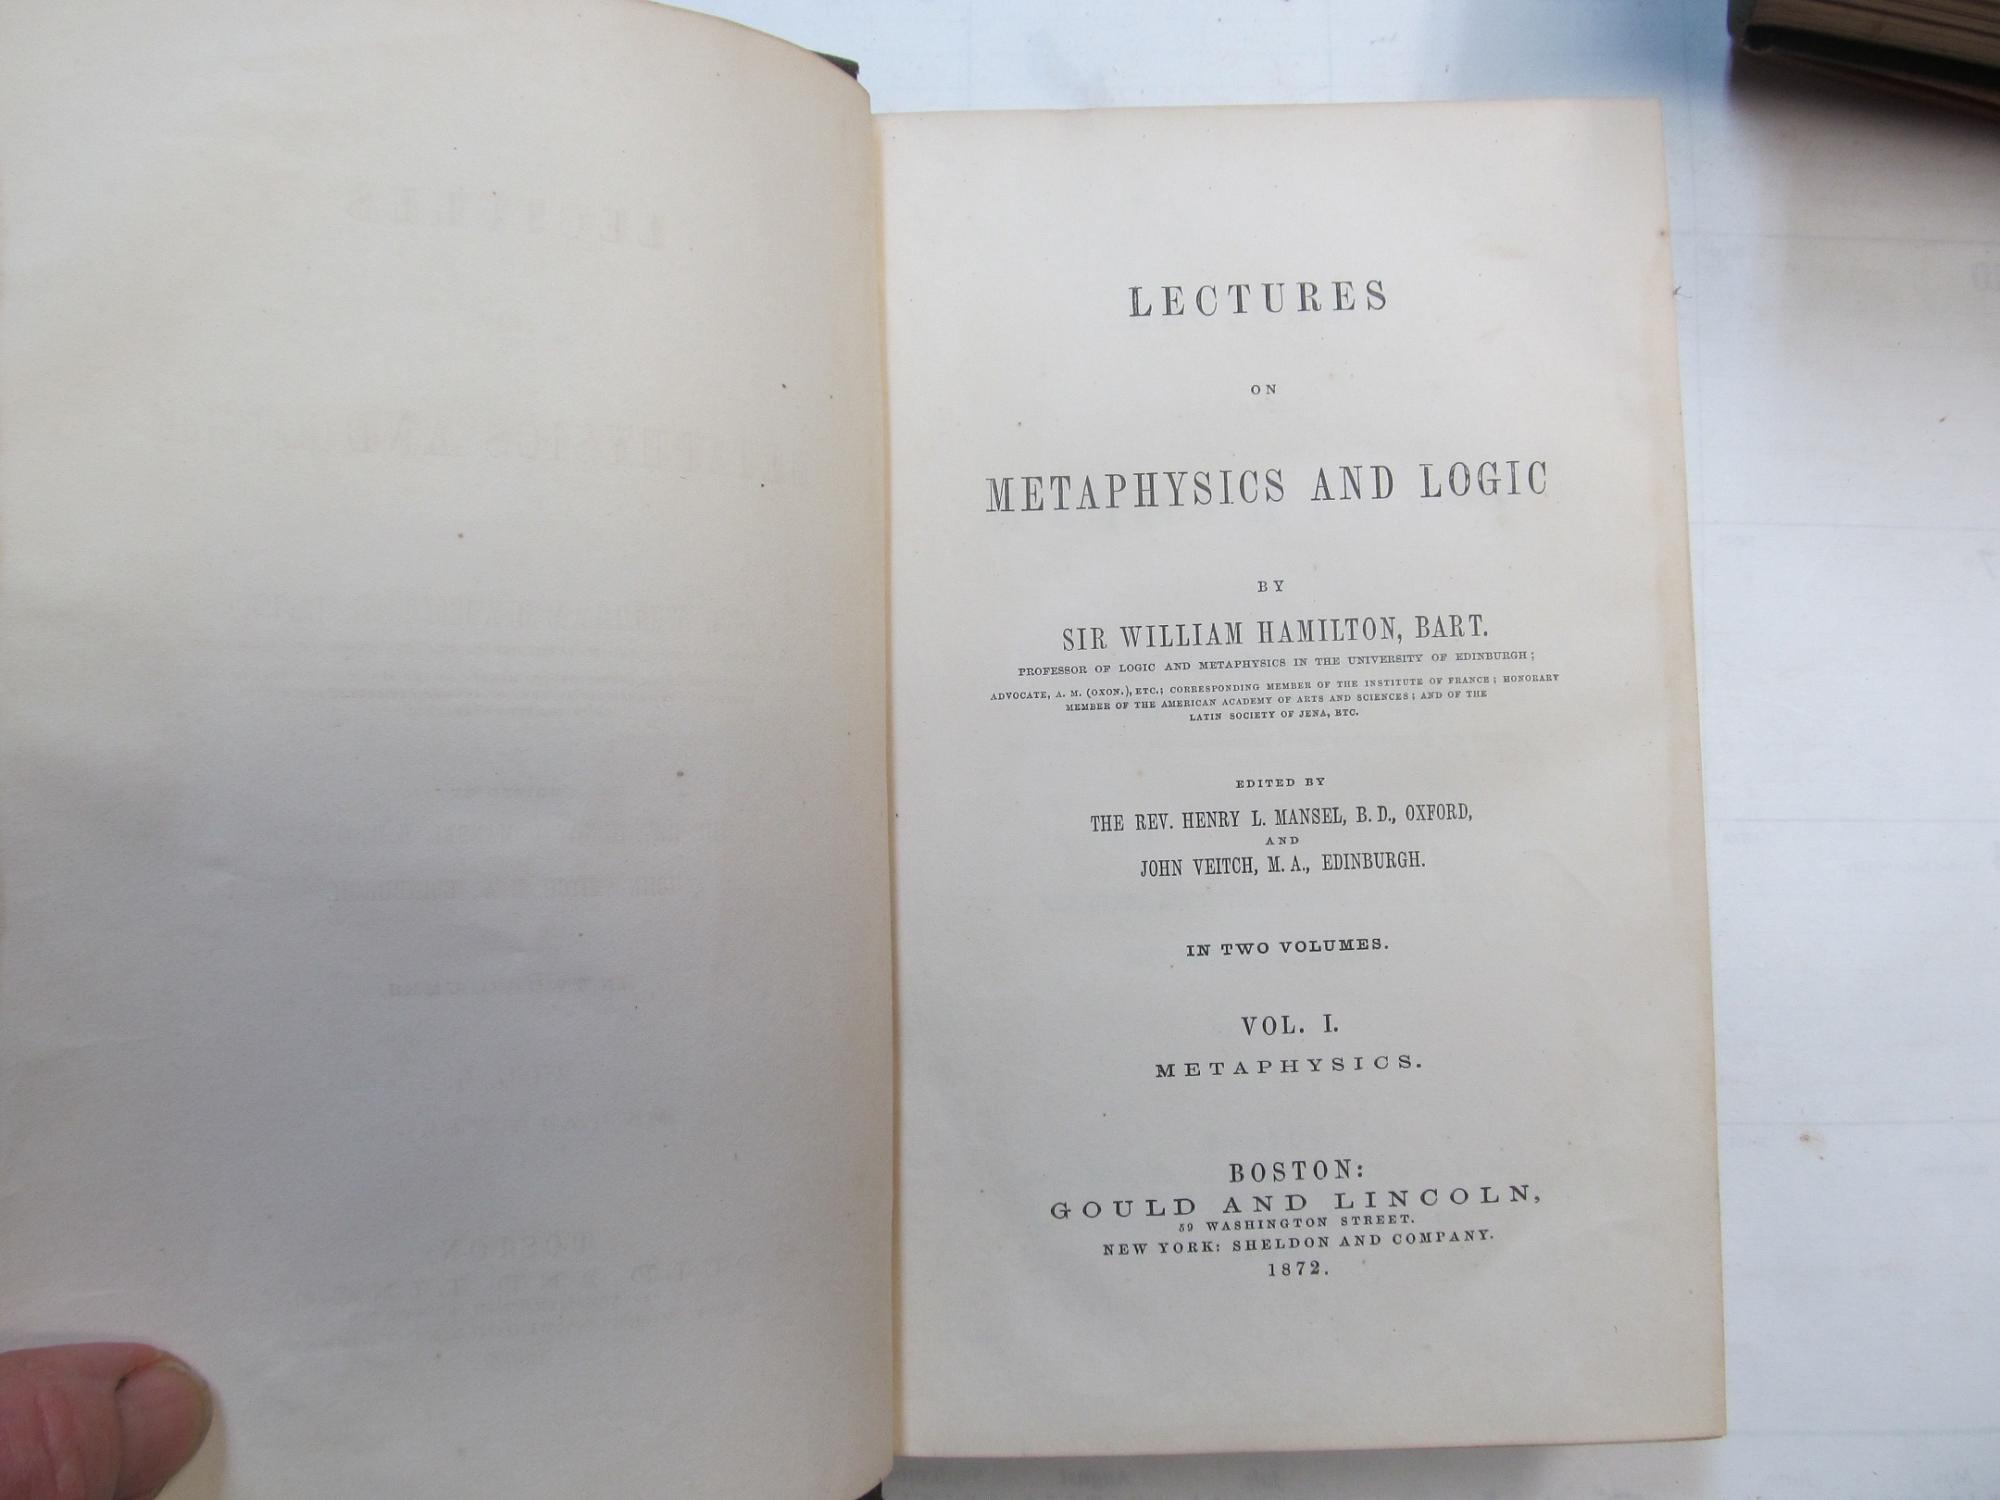 LECTURES
ON
METAPHYSICS AND LOGIC
BY
SIR WILLIAM HAMILTON, BART.
PROFESSOR OF LOGIC AND METAPHYSICS IN THE UNIVERSITY OF EDINBURGH;
ADVOCATE, A. M. (OXON.), ETC.; CORRESPONDING MEMBER OF THE INSTITUTE OF FRANCE; HONORARY
MEMBER OF THE AMERICAN ACADEMY OF ARTS AND SCIENCES; AND OF THE
LATIN SOCIETY OF JENA, ETC.
EDITED BY
THE REV. HENRY L. MANSEL, B. D., OXFORD,
AND
JOHN VEITCH, M. A., EDINBURGH.
IN TWO VOLUMES.
VOL. I.
METAPHYSICS.
BOSTON:
GOULD AND LINCOLN,
59 WASHINGTON STREET.
NEW YORK: SHELDON AND COMPANY.
1872.